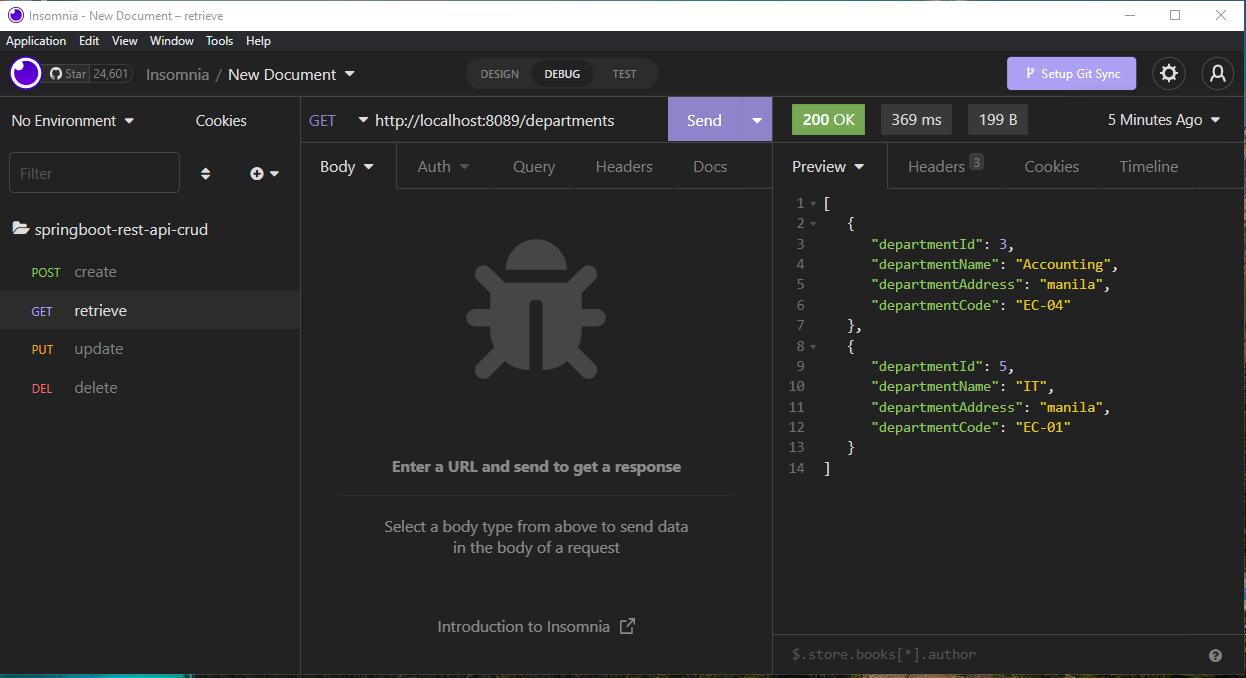 Insomnia - New Document – retrieve
Application Edit View Window Tools Help
Star 24,601 Insomnia / New Document DESIGN DEBUG TEST Setup Git Sync
No Environment Cookies
GET http://localhost:8089/departments Send
200 OK 369 ms 199 B 5 Minutes Ago
Filter
Body Auth Query Headers Docs
Preview Headers 3 Cookies Timeline
springboot-rest-api-crud
POST create
GET retrieve
PUT update
DEL delete
Enter a URL and send to get a response
Select a body type from above to send data
in the body of a request
Introduction to Insomnia
1 [
2 {
3 "departmentId": 3,
4 "departmentName": "Accounting",
5 "departmentAddress": "manila",
6 "departmentCode": "EC-04"
7 },
8 {
9 "departmentId": 5,
10 "departmentName": "IT",
11 "departmentAddress": "manila",
12 "departmentCode": "EC-01"
13 }
14 ]
$.store.books[*].author